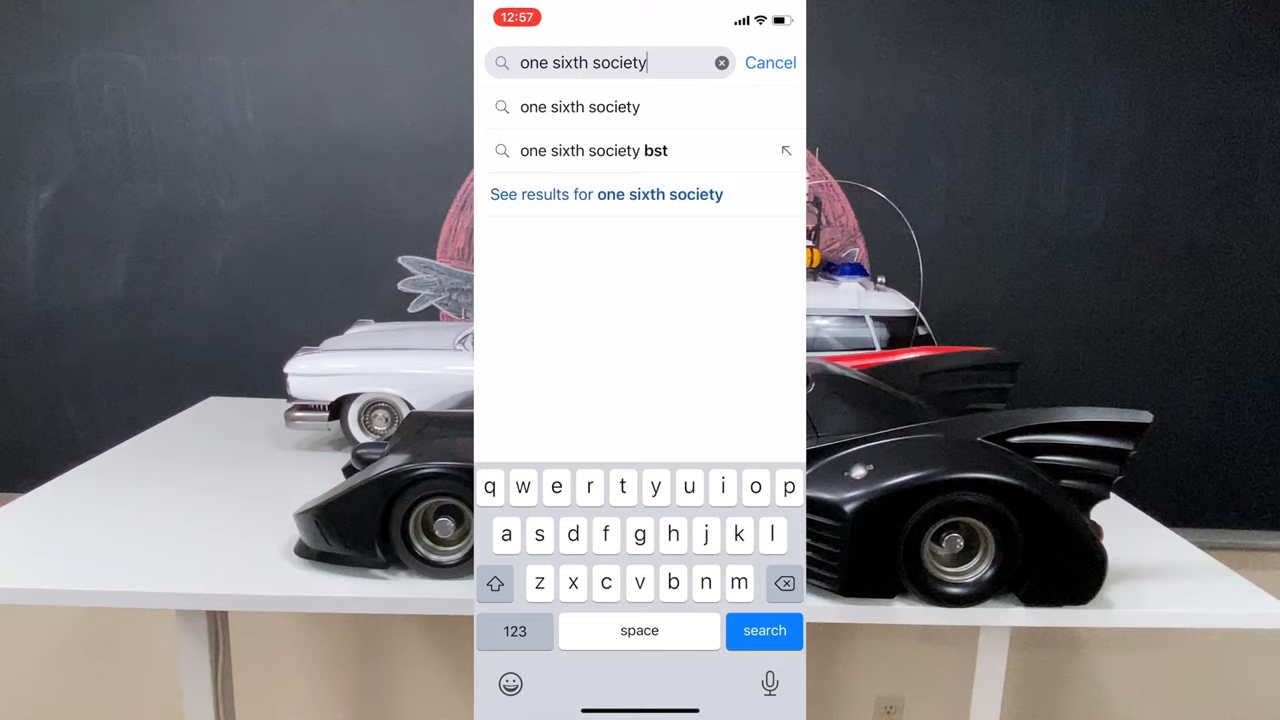 12:57
one sixth society
Cancel
one sixth society
one sixth society bst
See results for one sixth society
q w e r t y u i o p
a s d f g h j k l
z x c v b n m
123 space search